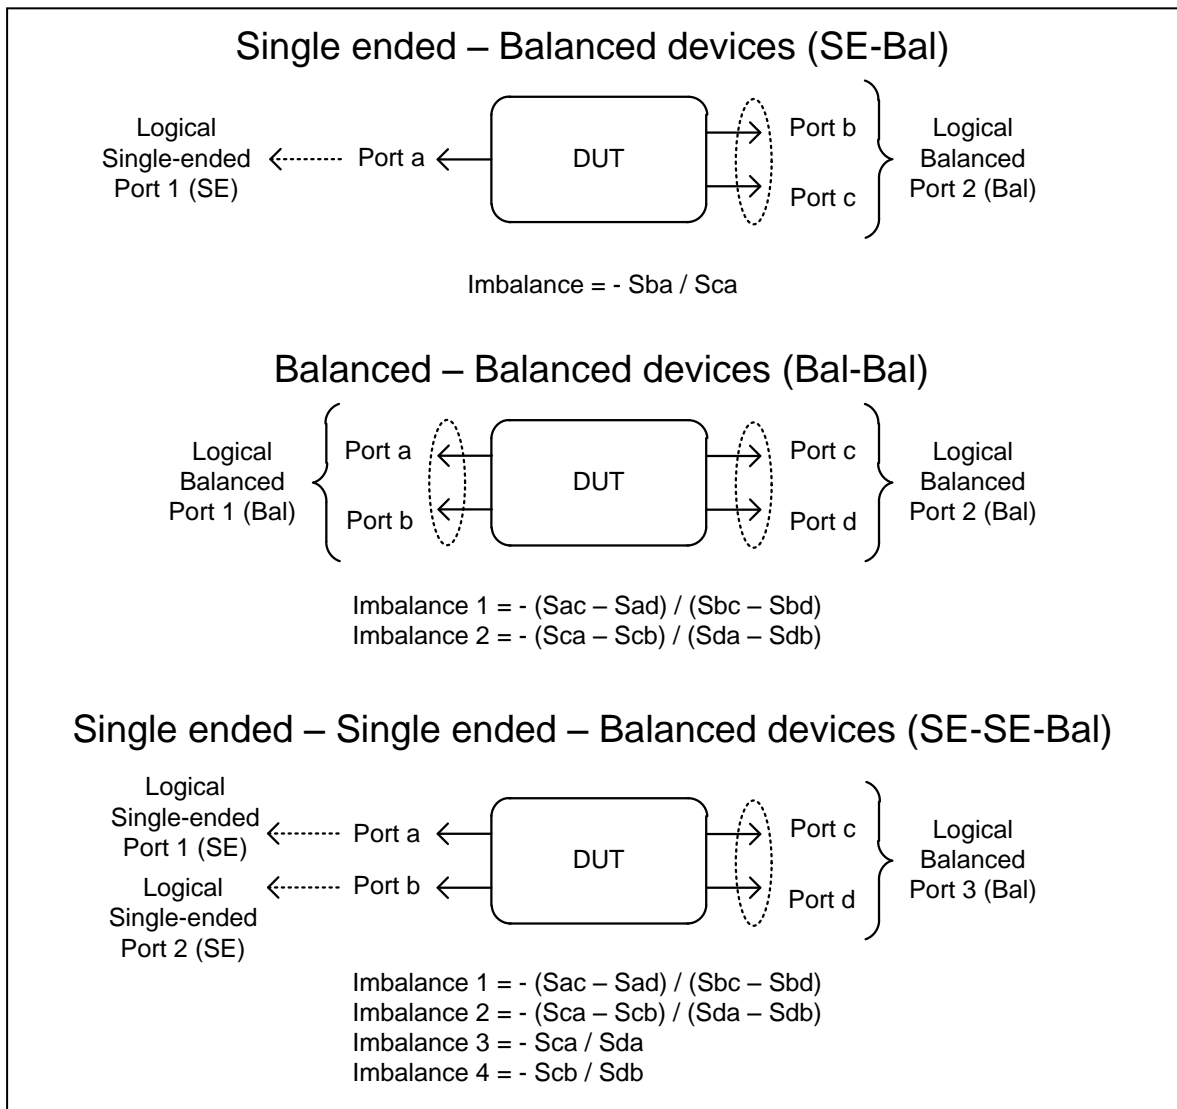 Single ended – Balanced devices (SE-Bal)
Logical
Single-ended
Port 1 (SE)
Port a
DUT
Port b
Port c
Logical
Balanced
Port 2 (Bal)
Imbalance = - Sba / Sca
Balanced – Balanced devices (Bal-Bal)
Logical
Balanced
Port 1 (Bal)
Port a
Port b
DUT
Port c
Port d
Logical
Balanced
Port 2 (Bal)
Imbalance 1 = - (Sac – Sad) / (Sbc – Sbd)
Imbalance 2 = - (Sca – Scb) / (Sda – Sdb)
Single ended – Single ended – Balanced devices (SE-SE-Bal)
Logical
Single-ended
Port 1 (SE)
Port a
Logical
Single-ended
Port 2 (SE)
Port b
DUT
Port c
Port d
Logical
Balanced
Port 3 (Bal)
Imbalance 1 = - (Sac – Sad) / (Sbc – Sbd)
Imbalance 2 = - (Sca – Scb) / (Sda – Sdb)
Imbalance 3 = - Sca / Sda
Imbalance 4 = - Scb / Sdb